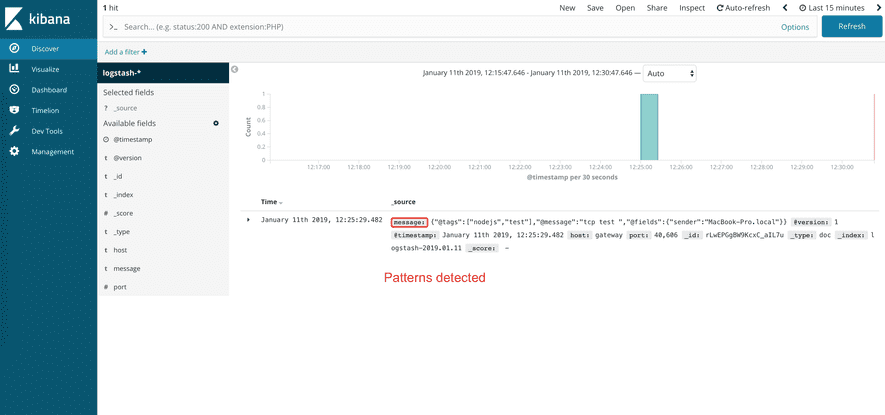 kibana
Discover
Visualize
Dashboard
Timelion
Dev Tools
Management
1 hit
New Save Open Share Inspect Auto-refresh Last 15 minutes
>_ Search... (e.g. status:200 AND extension:PHP) Options Refresh
Add a filter +
logstash-*
Selected fields
? _source
Available fields
@timestamp
t @version
t _id
t _index
# _score
t _type
t host
t message
# port
January 11th 2019, 12:15:47.646 - January 11th 2019, 12:30:47.646 — Auto
Count
1
0.8
0.6
0.4
0.2
0
12:17:00 12:18:00 12:19:00 12:20:00 12:21:00 12:22:00 12:23:00 12:24:00 12:25:00 12:26:00 12:27:00 12:28:00 12:29:00 12:30:00
@timestamp per 30 seconds
Time _source
January 11th 2019, 12:25:29.482 message: {"@tags":["nodejs","test"],"@message":"tcp test ","@fields":{"sender":"MacBook-Pro.local"}} @version: 1
@timestamp: January 11th 2019, 12:25:29.482 host: gateway port: 40,606 _id: rLwEPGgBW9KcxC_aIL7u _type: doc _index: l
ogstash-2019.01.11 _score: -
Patterns detected